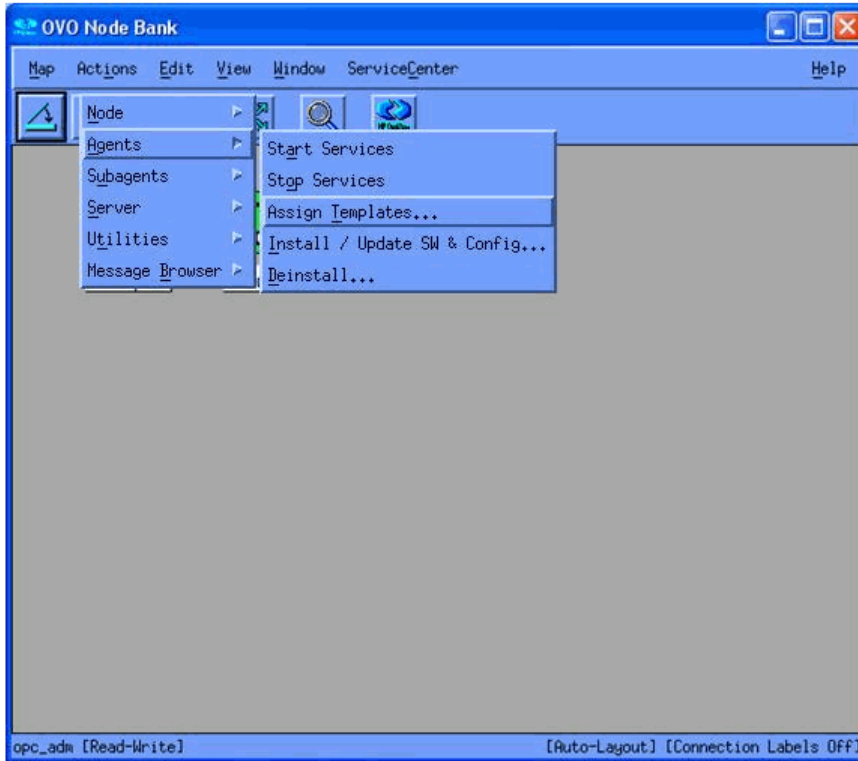 OVO Node Bank
Map Actions Edit View Window ServiceCenter Help
Node
Agents
Subagents
Server
Utilities
Message Browser
Start Services
Stop Services
Assign Templates...
Install / Update SW & Config...
Deinstall...
opc_adm [Read-Write] [Auto-Layout] [Connection Labels Off]